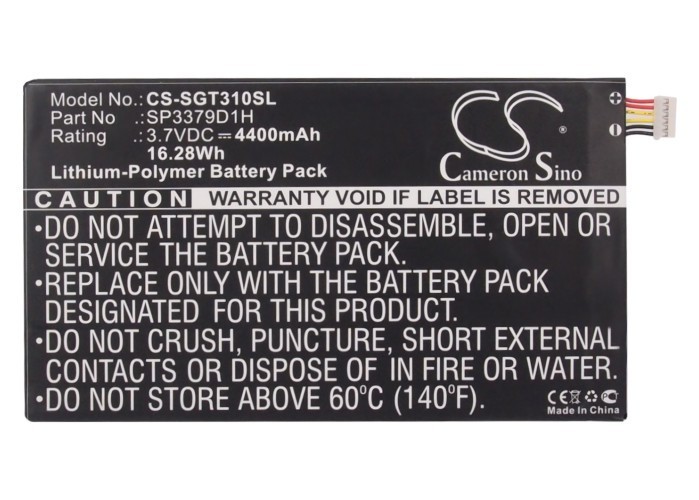 Model No.: CS-SGT310SL
Part No : SP3379D1H
Rating : 3.7VDC⎓4400mAh
16.28Wh
Lithium-Polymer Battery Pack
CS
Cameron Sino
CAUTION WARRANTY VOID IF LABEL IS REMOVED
•DO NOT ATTEMPT TO DISASSEMBLE, OPEN OR
SERVICE THE BATTERY PACK.
•REPLACE ONLY WITH THE BATTERY PACK
DESIGNATED FOR THIS PRODUCT.
•DO NOT CRUSH, PUNCTURE, SHORT EXTERNAL
CONTACTS OR DISPOSE OF IN FIRE OR WATER.
•DO NOT STORE ABOVE 60°C (140°F).
CE
Made In China